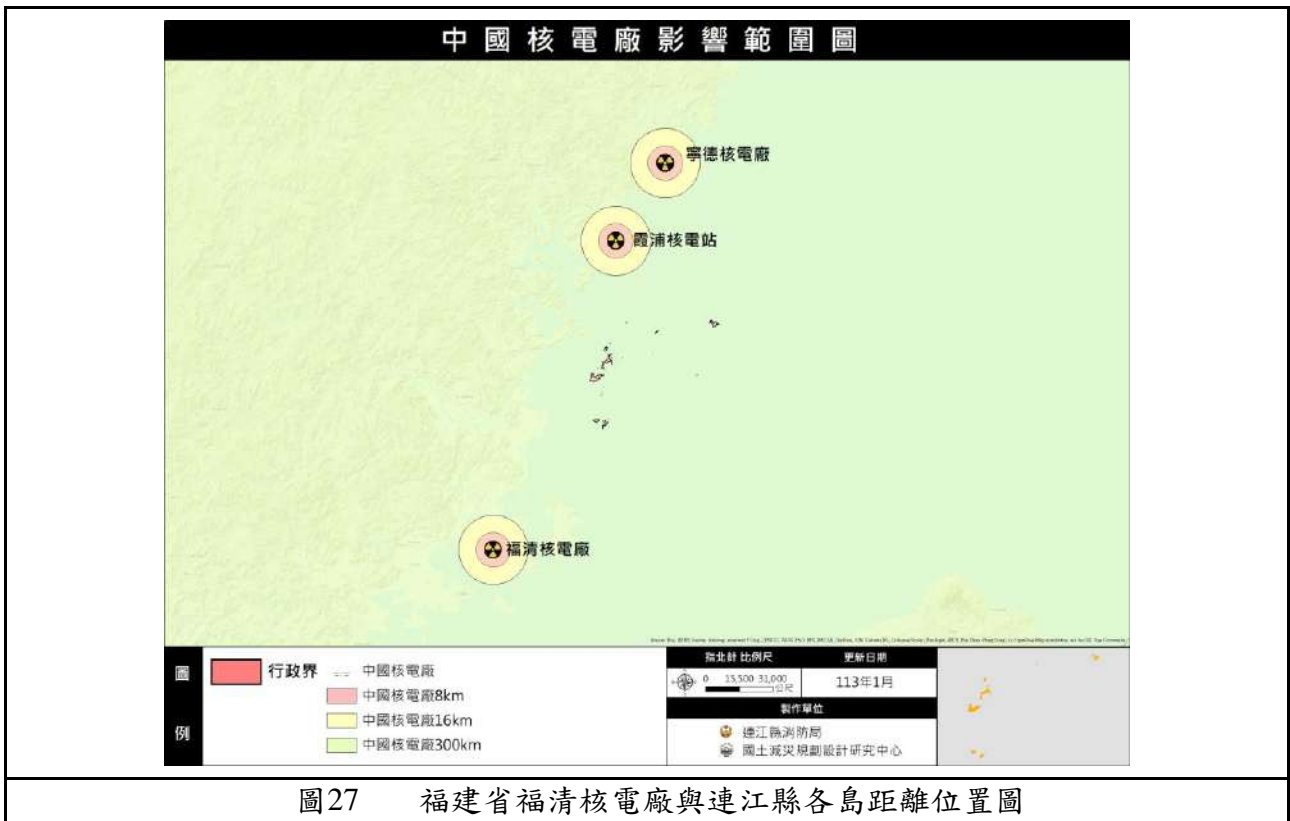 中國核電廠影響範圍圖
寧德核電廠
霞浦核電站
福清核電廠
圖例
行政界
中國核電廠
中國核電廠8km
中國核電廠16km
中國核電廠300km
指北針 比例尺
更新日期
0 15,500 31,000
公尺
113年1月
製作單位
連江縣消防局
國土減災規劃設計研究中心
圖27 福建省福清核電廠與連江縣各島距離位置圖